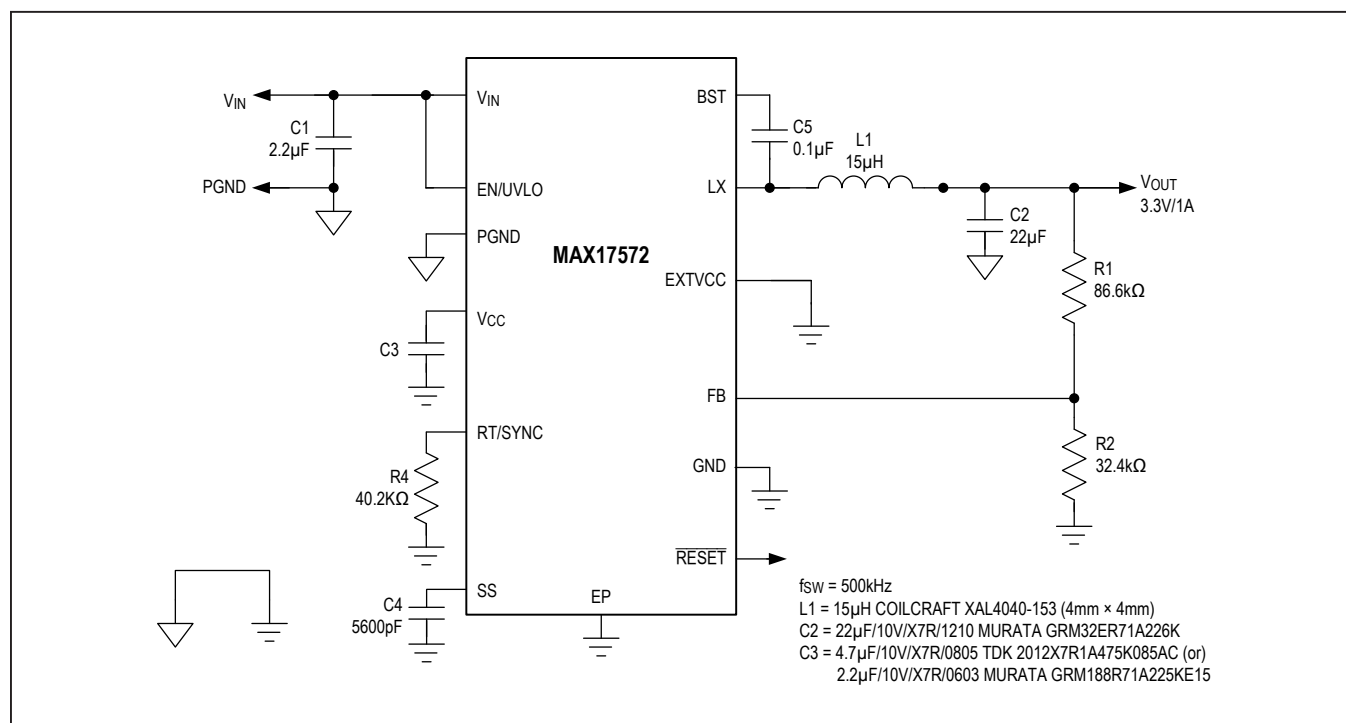 VIN
C1
2.2µF
PGND
VIN
EN/UVLO
PGND
VCC
C3
RT/SYNC
R4
40.2KΩ
SS
C4
5600pF
MAX17572
EP
BST
C5
0.1µF
L1
15µH
LX
VOUT
3.3V/1A
C2
22µF
EXTVCC
R1
86.6kΩ
FB
R2
32.4kΩ
GND
RESET
fSW = 500kHz
L1 = 15µH COILCRAFT XAL4040-153 (4mm × 4mm)
C2 = 22µF/10V/X7R/1210 MURATA GRM32ER71A226K
C3 = 4.7µF/10V/X7R/0805 TDK 2012X7R1A475K085AC (or)
2.2µF/10V/X7R/0603 MURATA GRM188R71A225KE15